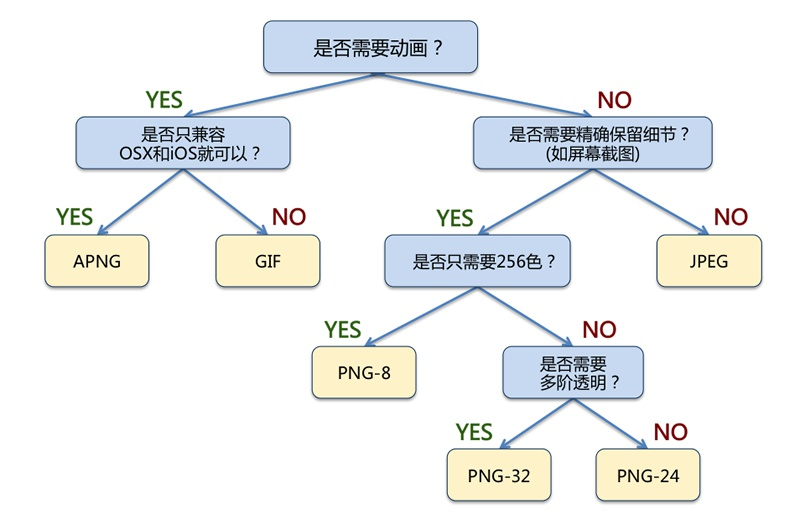 是否需要动画？
YES
NO
是否只兼容
OSX和iOS就可以？
是否需要精确保留细节？
(如屏幕截图)
YES
NO
YES
NO
APNG
GIF
是否只需要256色？
JPEG
YES
NO
PNG-8
是否需要
多阶透明？
YES
NO
PNG-32
PNG-24